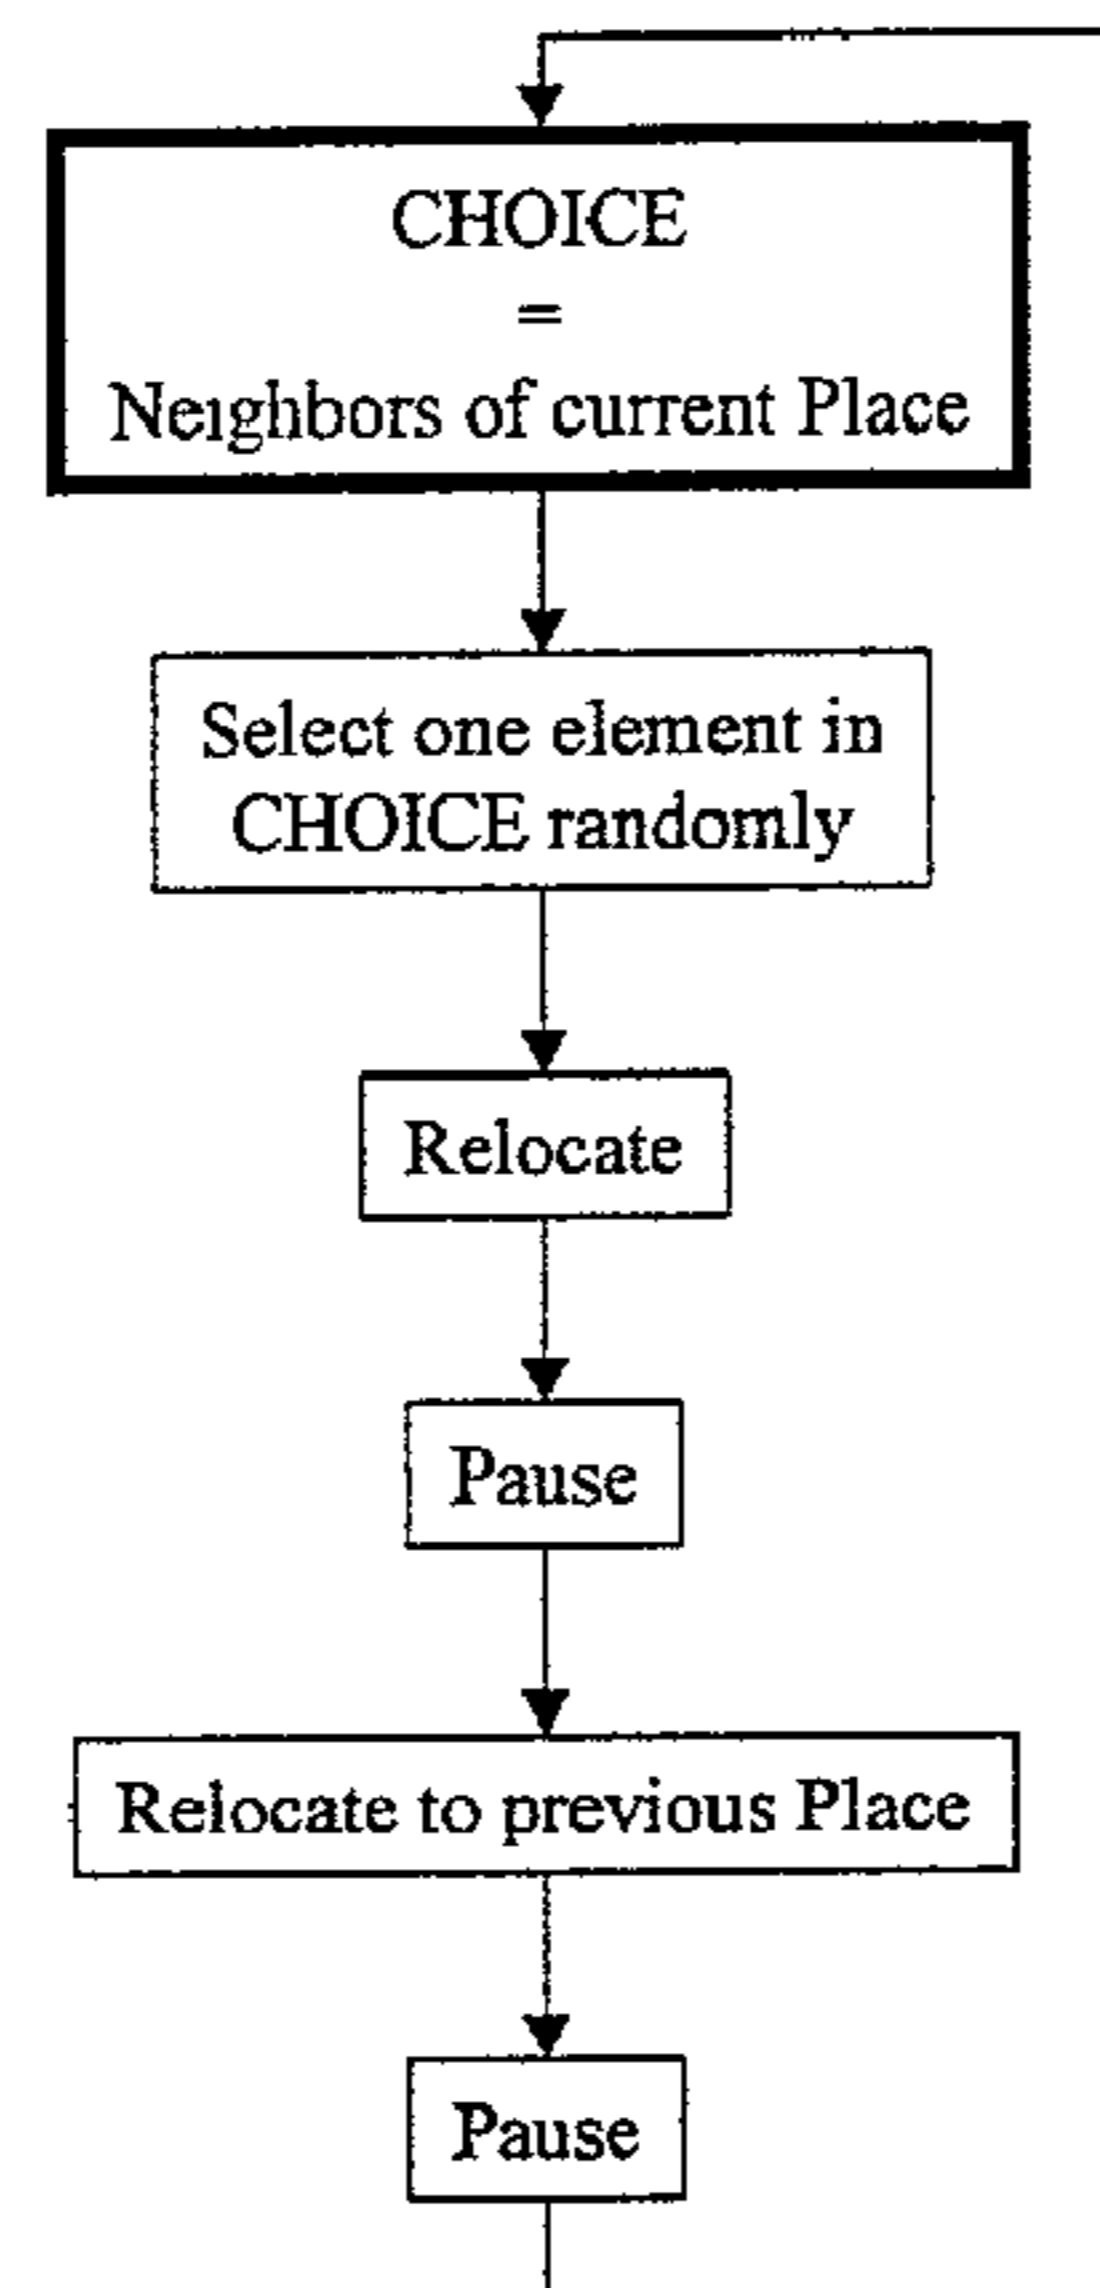 CHOICE
=
Neighbors of current Place
Select one element in
CHOICE randomly
Relocate
Pause
Relocate to previous Place
Pause